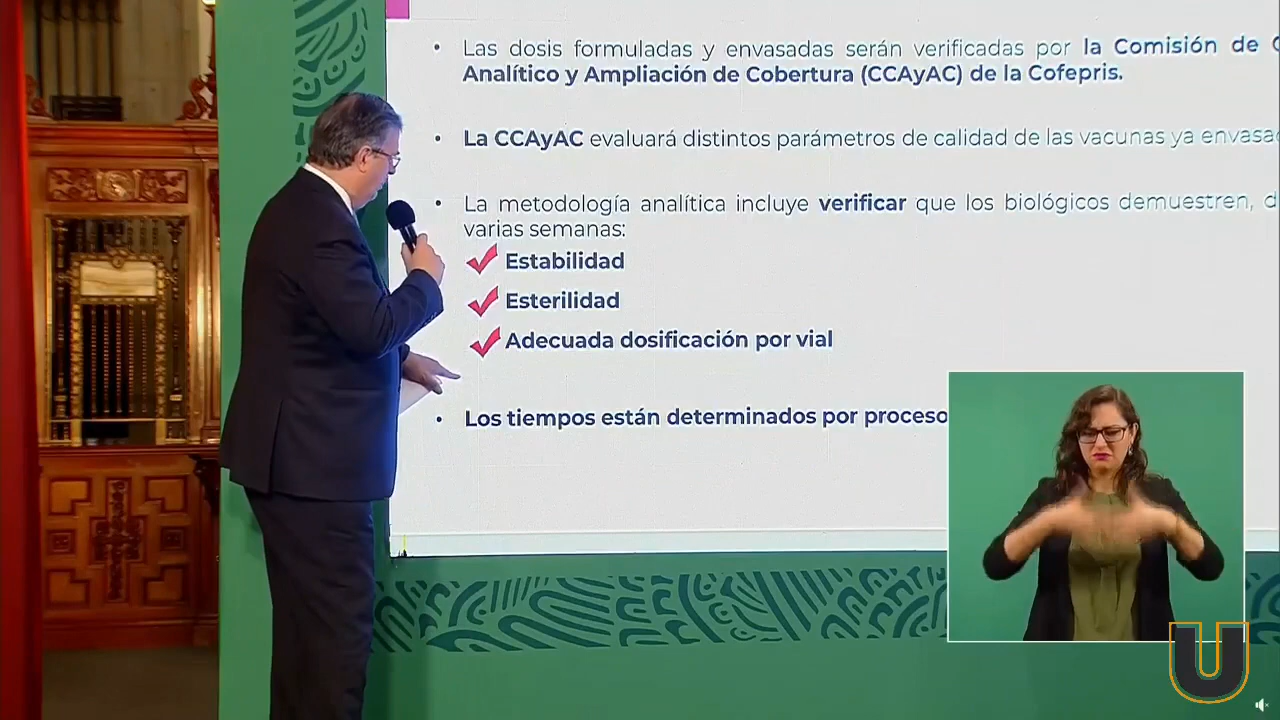 Las dosis formuladas y envasadas serán verificadas por la Comisión de
Analítico y Ampliación de Cobertura (CCAyAC) de la Cofepris.
La CCAyAC evaluará distintos parámetros de calidad de las vacunas ya
La metodología analítica incluye verificar que los biológicos demuestren,
varias semanas:
Estabilidad
Esterilidad
Adecuada dosificación por vial
Los tiempos están determinados por
U